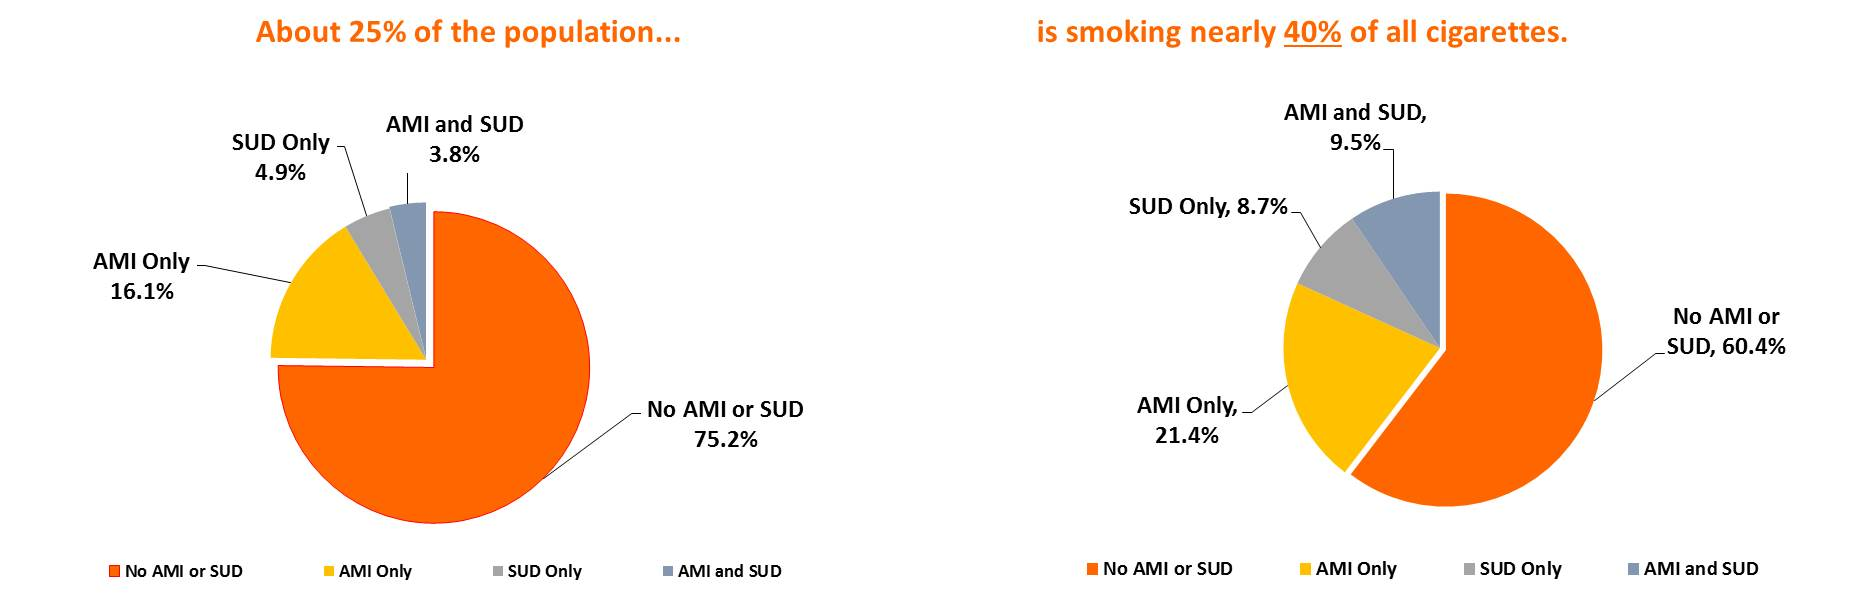 About 25% of the population...
is smoking nearly 40% of all cigarettes.
AMI and SUD
3.8%
SUD Only
4.9%
AMI Only
16.1%
No AMI or SUD
75.2%
No AMI or SUD
AMI Only
SUD Only
AMI and SUD
AMI and SUD,
9.5%
SUD Only, 8.7%
No AMI or
SUD, 60.4%
AMI Only,
21.4%
No AMI or SUD
AMI Only
SUD Only
AMI and SUD